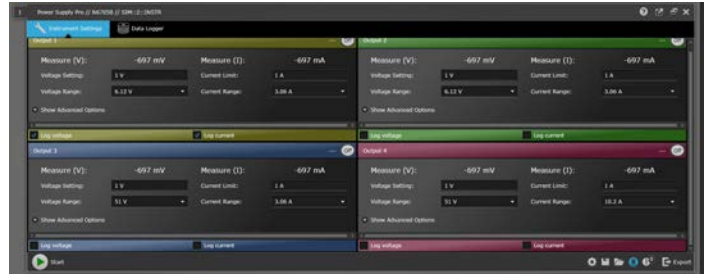 1 Power Supply Pro // N6705B // SIM::2::INSTR
Instrument Settings Data Logger
Output 1 Off
Measure (V): -697 mV Measure (I): -697 mA
Voltage Setting: 1 V Current Limit: 1 A
Voltage Range: 6.12 V Current Range: 3.06 A
Show Advanced Options
Log voltage Log current
Output 2 Off
Measure (V): -697 mV Measure (I): -697 mA
Voltage Setting: 1 V Current Limit: 1 A
Voltage Range: 6.12 V Current Range: 3.06 A
Show Advanced Options
Log voltage Log current
Output 3 Off
Measure (V): -697 mV Measure (I): -697 mA
Voltage Setting: 1 V Current Limit: 1 A
Voltage Range: 51 V Current Range: 3.06 A
Show Advanced Options
Log voltage Log current
Output 4 Off
Measure (V): -697 mV Measure (I): -697 mA
Voltage Setting: 1 V Current Limit: 1 A
Voltage Range: 51 V Current Range: 10.2 A
Show Advanced Options
Log voltage Log current
Start Export